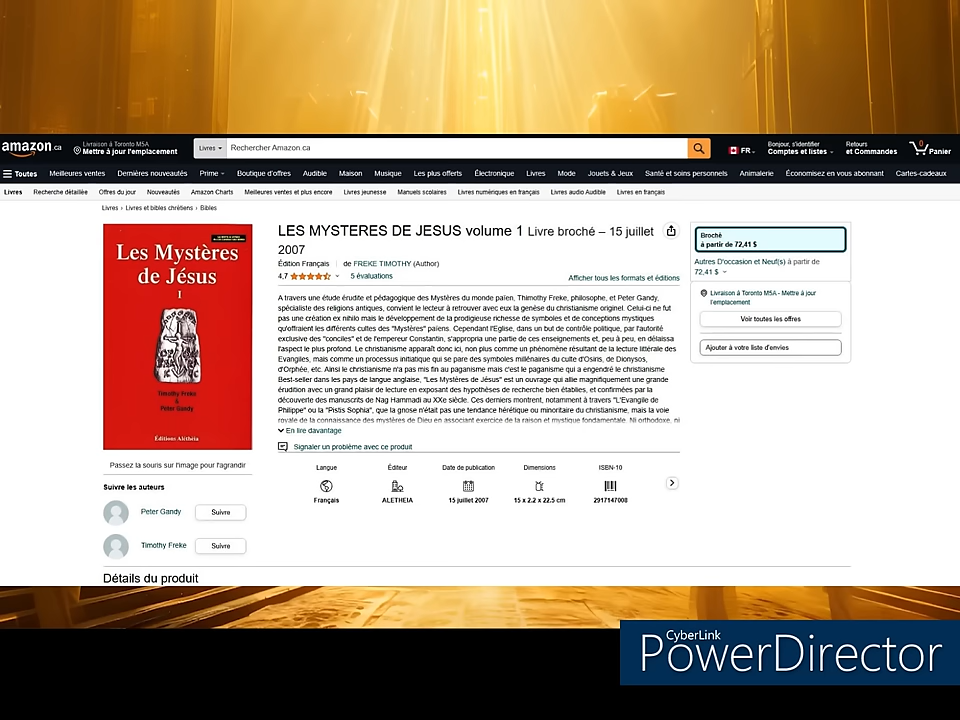 amazon.ca
Livraison à Toronto M5A
Mettre à jour l'emplacement
Livres
Rechercher Amazon.ca
FR
Bonjour, s'identifier
Comptes et listes
Retours
et Commandes
0
Panier
Toutes Meilleures ventes Dernières nouveautés Prime Boutique d'offres Audible Maison Musique Les plus offerts Électronique Livres Mode Jouets & Jeux Santé et soins personnels Animalerie Économisez en vous abonnant Cartes-cadeaux
Livres Recherche détaillée Offres du jour Nouveautés Amazon Charts Meilleures ventes et plus encore Livres jeunesse Manuels scolaires Livres numériques en français Livres audio Audible Livres en français
Livres › Livres et bibles chrétiens › Bibles
Les Mystères
de Jésus
I
Timothy Freke
&
Peter Gandy
Éditions Aléthéia
Passez la souris sur l'image pour l'agrandir
Suivre les auteurs
Peter Gandy
Suivre
Timothy Freke
Suivre
LES MYSTERES DE JESUS volume 1 Livre broché – 15 juillet
2007
Édition Français
de FREKE TIMOTHY (Author)
4,7
5 évaluations
Afficher tous les formats et éditions
A travers une étude érudite et pédagogique des Mystères du monde païen, Thimothy Freke, philosophe, et Peter Gandy,
spécialiste des religions antiques, convient le lecteur à retrouver avec eux la genèse du christianisme originel. Celui-ci ne fut
pas une création ex nihilo mais le développement de la prodigieuse richesse de symboles et de conceptions mystiques
qu'offraient les différents cultes des "Mystères" païens. Cependant l'Eglise, dans un but de contrôle politique, par l'autorité
exclusive des "conciles" et de l'empereur Constantin, s'appropria une partie de ces enseignements et, peu à peu, en délaissa
l'aspect le plus profond. Le christianisme apparaît donc ici, non plus comme un phénomène résultant de la lecture littérale des
Evangiles, mais comme un processus initiatique qui se pare des symboles millénaires du culte d'Osiris, de Dionysos,
d'Orphée, etc. Ainsi le christianisme n'a pas mis fin au paganisme mais c'est le paganisme qui a engendré le christianisme
Best-seller dans les pays de langue anglaise, "Les Mystères de Jésus" est un ouvrage qui allie magnifiquement une grande
érudition avec un grand plaisir de lecture en exposant des hypothèses de recherche bien établies, et confirmées par la
découverte des manuscrits de Nag Hammadi au XXe siècle. Ces derniers montrent, notamment à travers "L'Evangile de
Philippe" ou la "Pistis Sophia", que la gnose n'était pas une tendance hérétique ou minoritaire du christianisme, mais la voie
royale de la connaissance des mystères de Dieu en associant exercice de la raison et mystique fondamentale. Ni orthodoxe, ni
En lire davantage
Signaler un problème avec ce produit
Langue
Français
Éditeur
ALETHEIA
Date de publication
15 juillet 2007
Dimensions
15 x 2.2 x 22.5 cm
ISBN-10
2917147008
Broché
à partir de 72,41 $
Autres D'occasion et Neuf(s) à partir de
72,41 $
Livraison à Toronto M5A - Mettre à jour
l'emplacement
Voir toutes les offres
Ajouter à votre liste d'envies
Détails du produit
CyberLink
PowerDirector